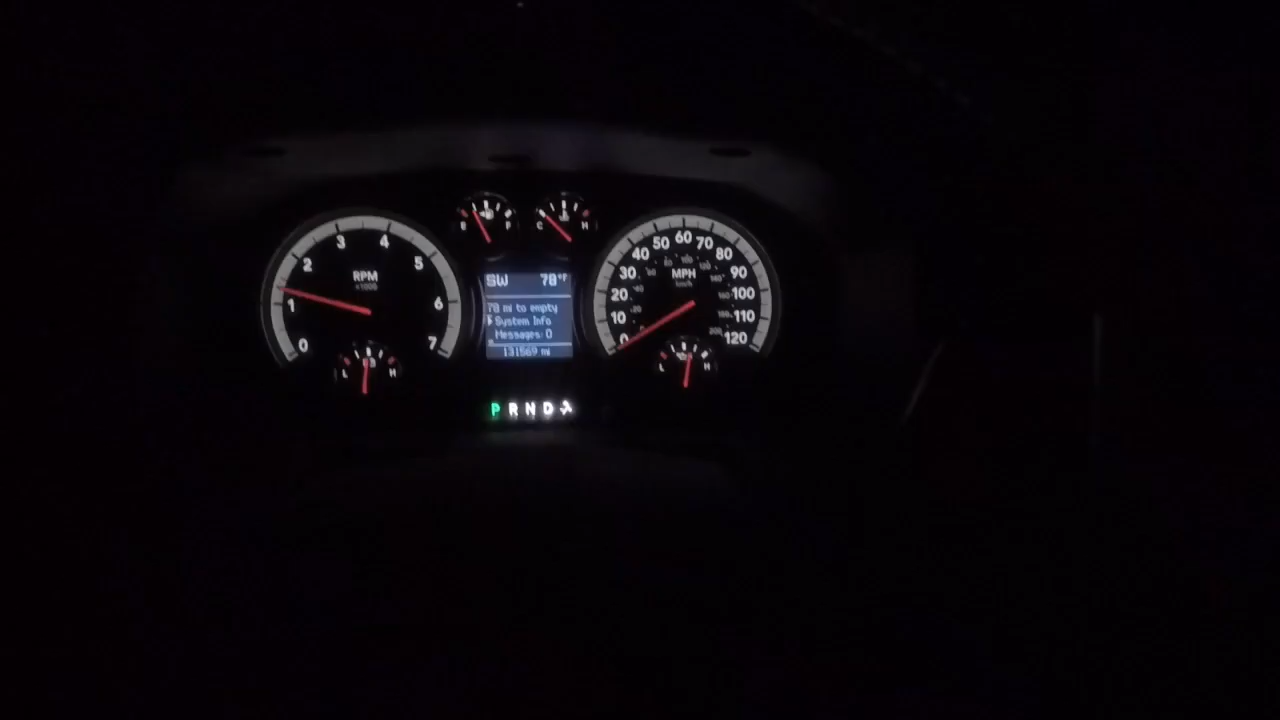 3 4
2 5
RPM
x1000
1 6
0 7
L H
E F
C H
SW 78°F
78 mi to empty
System Info
Messages: 0
131569 mi
P R N D
60
50 70
40 80
30 MPH 90
km/h
20 100
10 110
0 120
L H